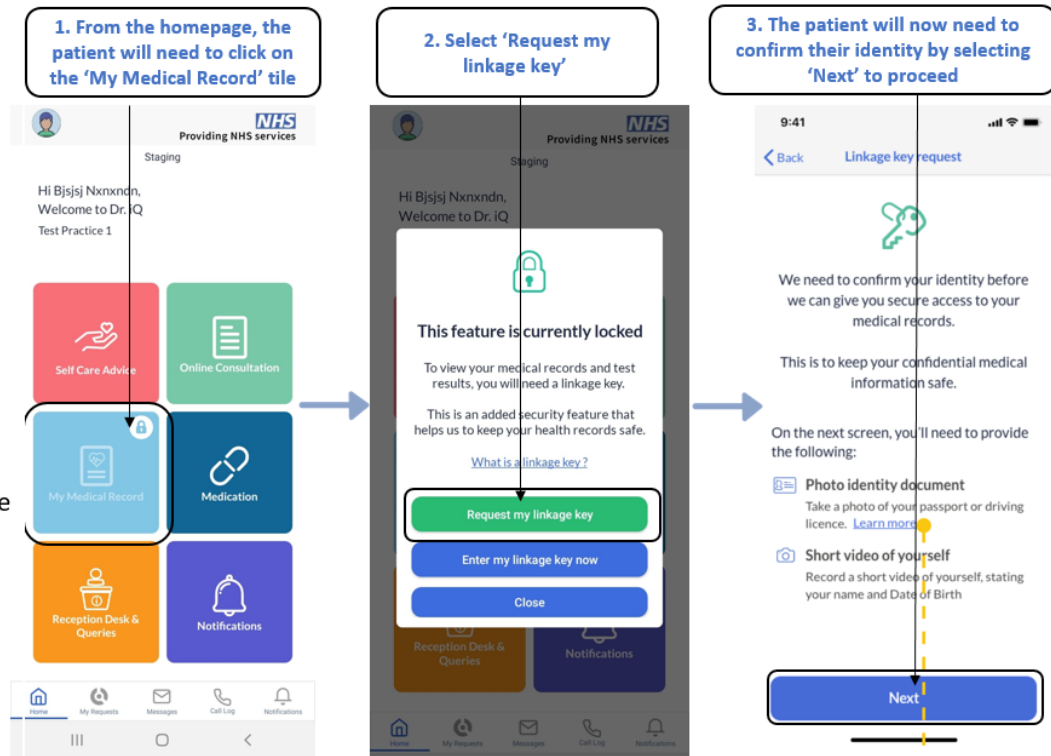 1. From the homepage, the
patient will need to click on
the ‘My Medical Record’ tile
2. Select ‘Request my
linkage key’
3. The patient will now need to
confirm their identity by selecting
‘Next’ to proceed
NHS
Providing NHS services
Staging
Hi Bjsjsj Nxnxndn,
Welcome to Dr. iQ
Test Practice 1
Self Care Advice
Online Consultation
My Medical Record
Medication
Reception Desk &
Queries
Notifications
Home
My Requests
Messages
Call Log
Notifications
e
NHS
Providing NHS services
Staging
Hi Bjsjsj Nxnxndn,
Welcome to Dr. iQ
This feature is currently locked
To view your medical records and test
results, you will need a linkage key.
This is an added security feature that
helps us to keep your health records safe.
What is a linkage key ?
Request my linkage key
Enter my linkage key now
Close
Reception Desk &
Queries
Notifications
Home
My Requests
Messages
Call Log
Notifications
9:41
Back
Linkage key request
We need to confirm your identity before
we can give you secure access to your
medical records.
This is to keep your confidential medical
information safe.
On the next screen, you'll need to provide
the following:
Photo identity document
Take a photo of your passport or driving
licence. Learn more
Short video of yourself
Record a short video of yourself, stating
your name and Date of Birth
Next